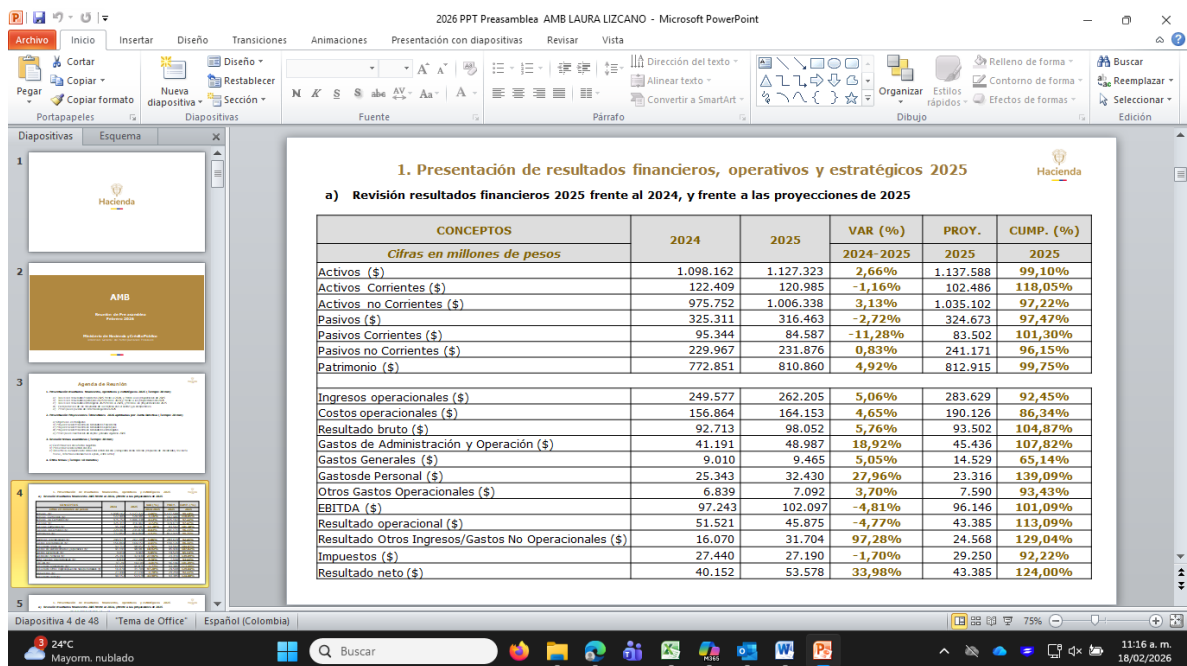 2026 PPT Preasamblea AMB LAURA LIZCANO - Microsoft PowerPoint
Archivo Inicio Insertar Diseño Transiciones Animaciones Presentación con diapositivas Revisar Vista
Pegar
Cortar
Copiar
Copiar formato
Portapapeles
Nueva diapositiva
Diseño
Restablecer
Sección
Diapositivas
N K S S abc AV Aa A
Fuente
Dirección del texto
Alinear texto
Convertir a SmartArt
Párrafo
Organizar
Estilos rápidos
Relleno de forma
Contorno de forma
Efectos de formas
Dibujo
Buscar
Reemplazar
Seleccionar
Edición
Diapositivas Esquema
1
Hacienda
2
AMB
3
Agenda de Reunión
4
5
1. Presentación de resultados financieros, operativos y estratégicos 2025
Hacienda
a) Revisión resultados financieros 2025 frente al 2024, y frente a las proyecciones de 2025
CONCEPTOS 2024 2025 VAR (%) PROY. CUMP. (%)
Cifras en millones de pesos 2024-2025 2025 2025
Activos ($) 1.098.162 1.127.323 2,66% 1.137.588 99,10%
Activos Corrientes ($) 122.409 120.985 -1,16% 102.486 118,05%
Activos no Corrientes ($) 975.752 1.006.338 3,13% 1.035.102 97,22%
Pasivos ($) 325.311 316.463 -2,72% 324.673 97,47%
Pasivos Corrientes ($) 95.344 84.587 -11,28% 83.502 101,30%
Pasivos no Corrientes ($) 229.967 231.876 0,83% 241.171 96,15%
Patrimonio ($) 772.851 810.860 4,92% 812.915 99,75%
Ingresos operacionales ($) 249.577 262.205 5,06% 283.629 92,45%
Costos operacionales ($) 156.864 164.153 4,65% 190.126 86,34%
Resultado bruto ($) 92.713 98.052 5,76% 93.502 104,87%
Gastos de Administración y Operación ($) 41.191 48.987 18,92% 45.436 107,82%
Gastos Generales ($) 9.010 9.465 5,05% 14.529 65,14%
Gastosde Personal ($) 25.343 32.430 27,96% 23.316 139,09%
Otros Gastos Operacionales ($) 6.839 7.092 3,70% 7.590 93,43%
EBITDA ($) 97.243 102.097 -4,81% 96.146 101,09%
Resultado operacional ($) 51.521 45.875 -4,77% 43.385 113,09%
Resultado Otros Ingresos/Gastos No Operacionales ($) 16.070 31.704 97,28% 24.568 129,04%
Impuestos ($) 27.440 27.190 -1,70% 29.250 92,22%
Resultado neto ($) 40.152 53.578 33,98% 43.385 124,00%
Diapositiva 4 de 48 "Tema de Office" Español (Colombia) 75%
3
24°C
Mayorm. nublado
Buscar
M365
11:16 a. m.
18/02/2026